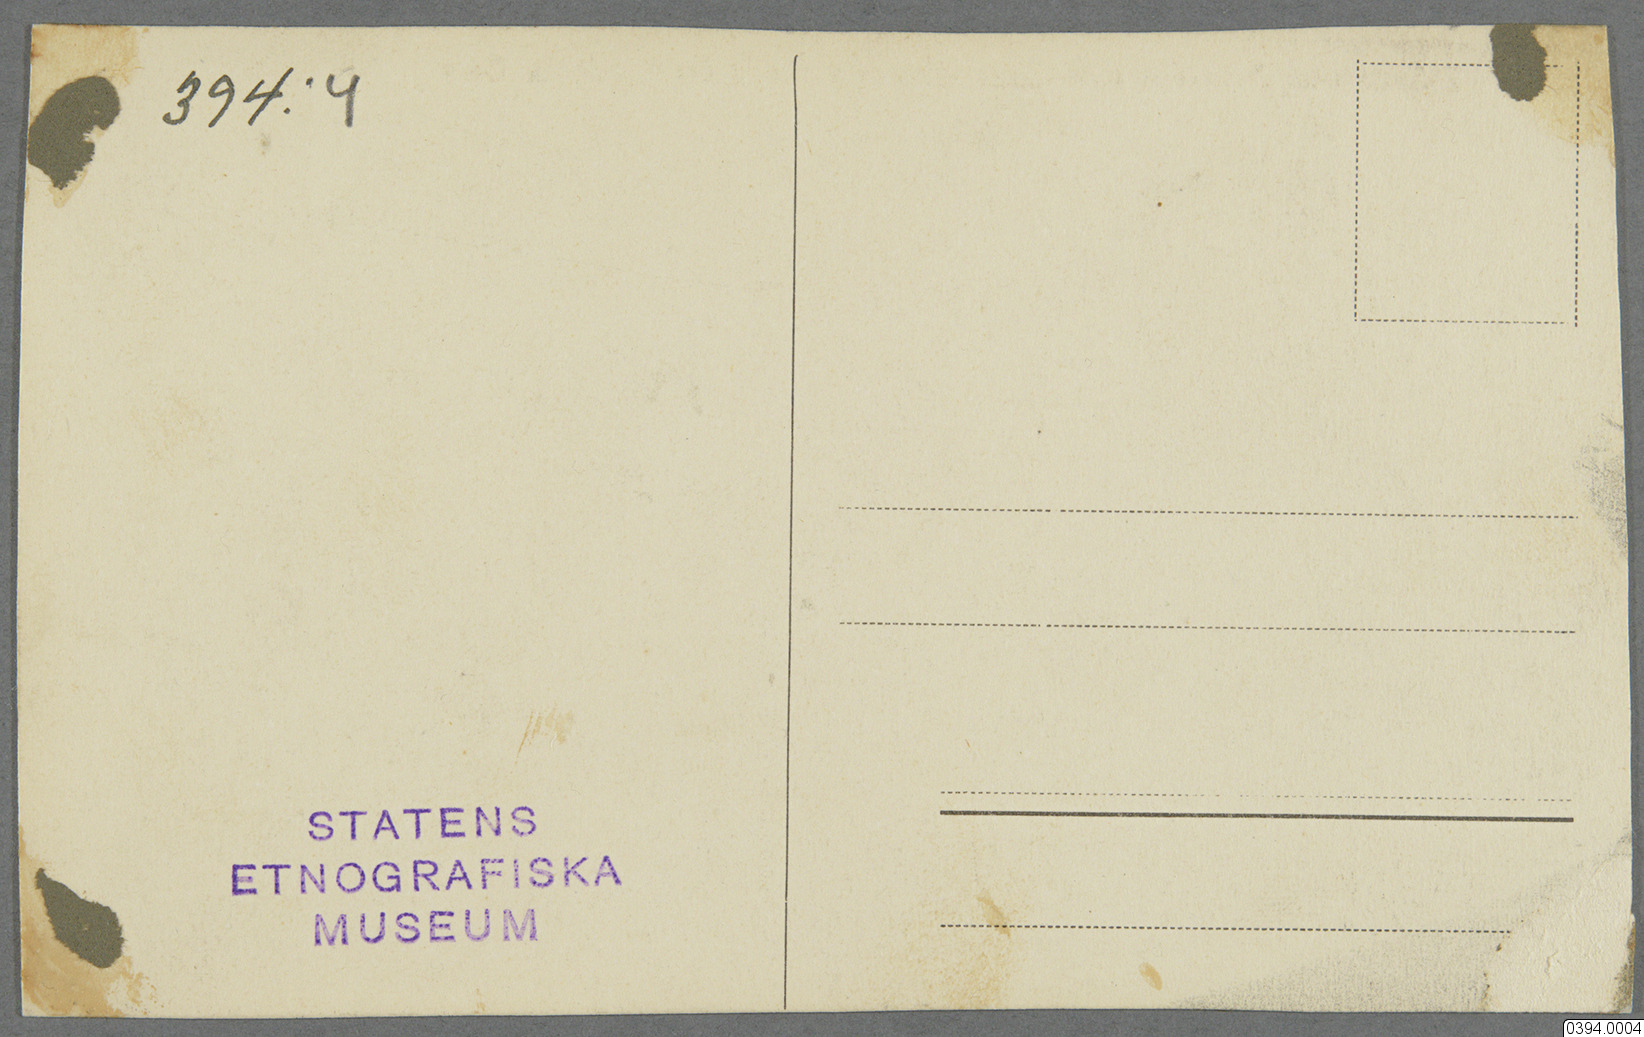 394:4
STATENS
ETNOGRAFISKA
MUSEUM
0394.0004